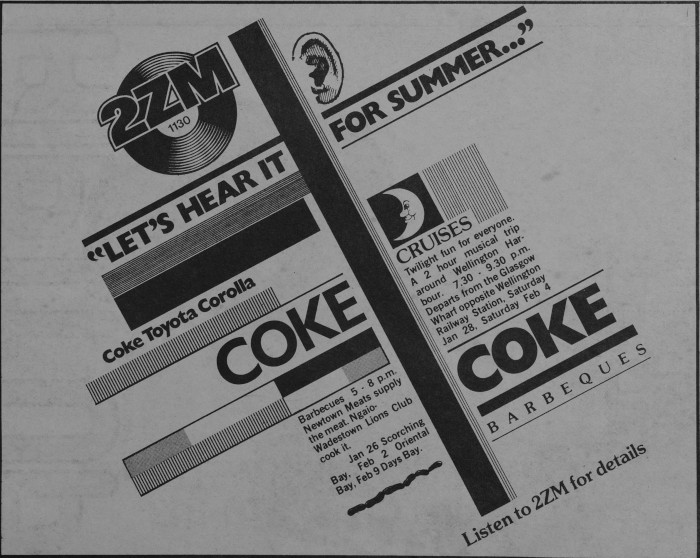 2ZM
1130
“LET'S HEAR IT
FOR SUMMER...”
Coke Toyota Corolla
COKE
Barbecues 5 - 8 p.m.
Newtown Meats supply
the meat. Ngaio-
Wadestown Lions Club
cook it.
Jan 26 Scorching
Bay, Feb 2 Oriental
Bay, Feb 9 Days Bay.
CRUISES
Twilight fun for everyone.
A 2 hour musical trip
around Wellington Har-
bour. 7.30 - 9.30 p.m.
Departs from the Glasgow
Wharf opposite Wellington
Railway Station, Saturday
Jan 28, Saturday Feb 4
COKE
BARBEQUES
Listen to 2ZM for details